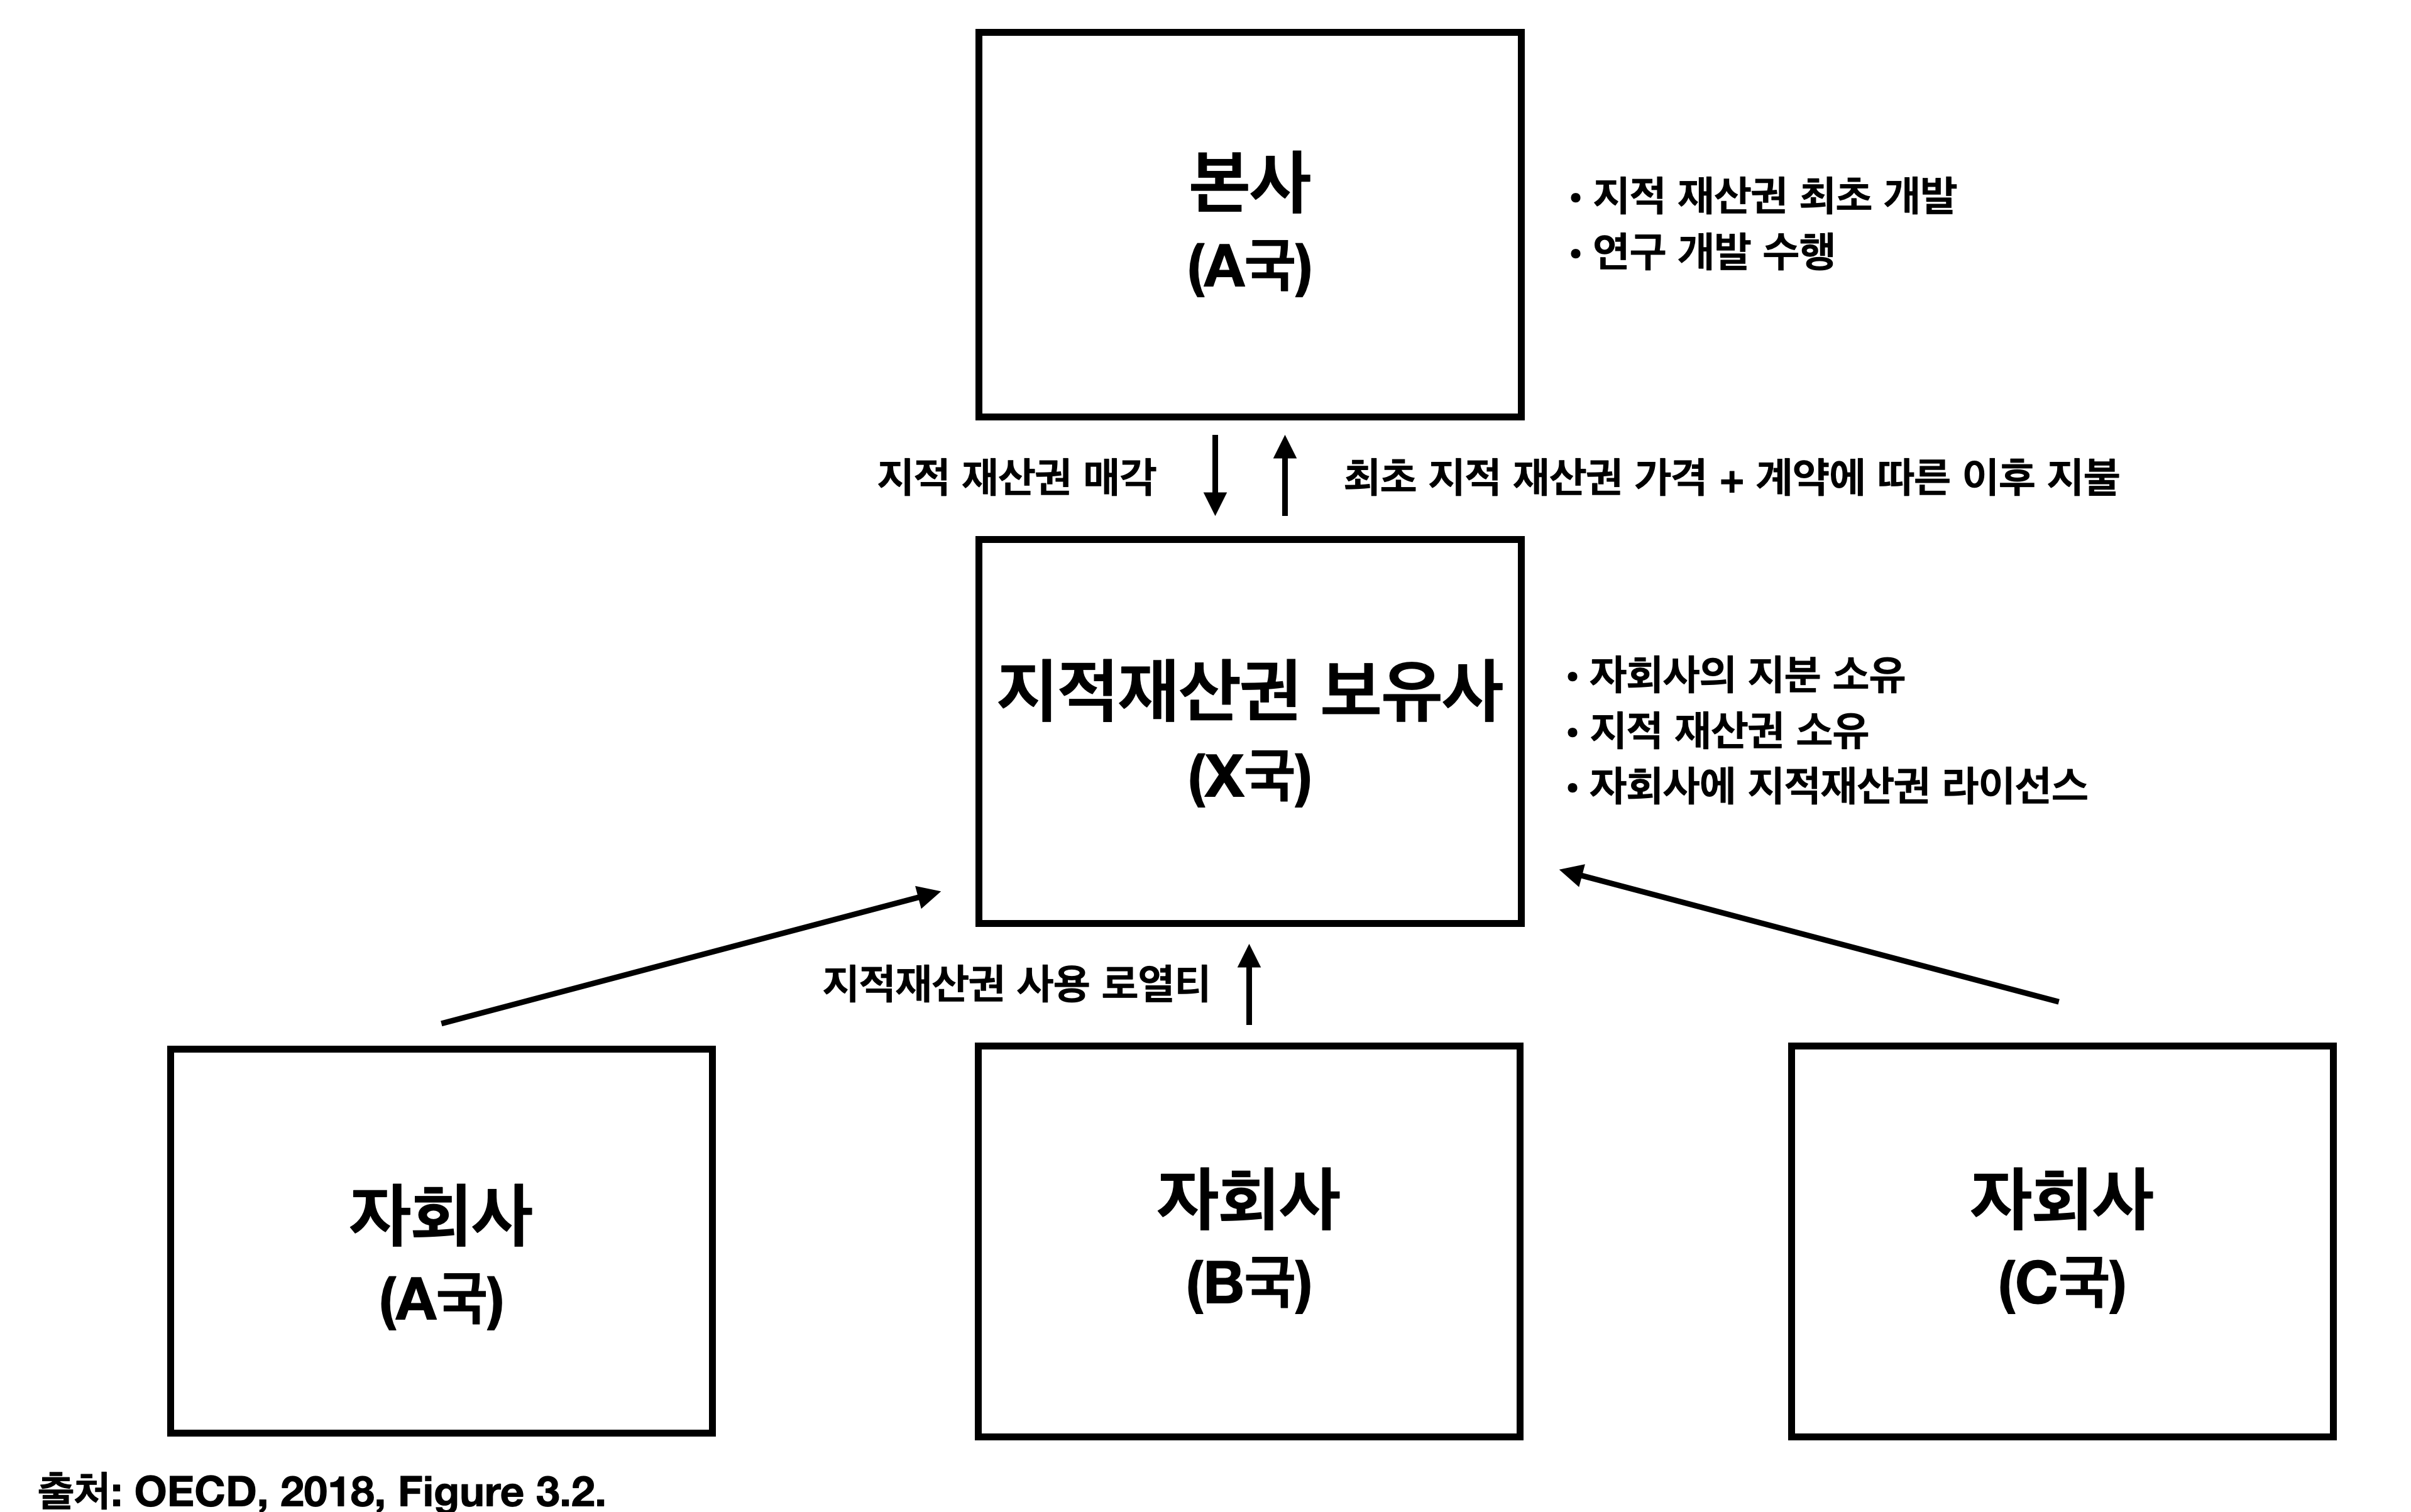 본사
(A국)
• 지적 재산권 최초 개발
• 연구 개발 수행
지적 재산권 매각
최초 지적 재산권 가격 + 계약에 따른 이후 지불
지적재산권 보유사
(X국)
• 자회사의 지분 소유
• 지적 재산권 소유
• 자회사에 지적재산권 라이선스
지적재산권 사용 로열티
자회사
(A국)
자회사
(B국)
자회사
(C국)
출처: OECD, 2018, Figure 3.2.